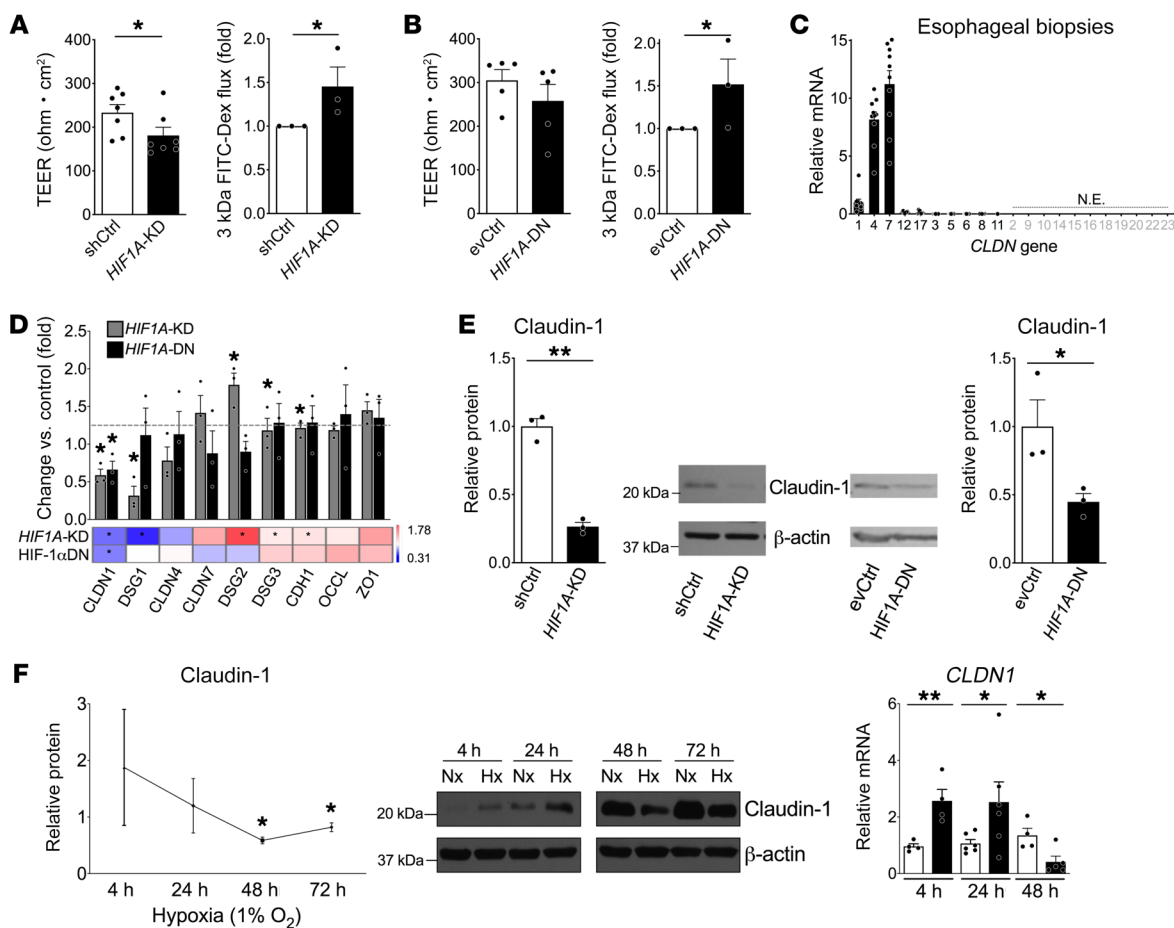 A
*
TEER (ohm · cm²)
400
300
200
100
0
shCtrl
HIF1A-KD
*
3 kDa FITC-Dex flux (fold)
2.0
1.5
1.0
0.5
0
shCtrl
HIF1A-KD
B
TEER (ohm · cm²)
400
300
200
100
0
evCtrl
HIF1A-DN
*
3 kDa FITC-Dex flux (fold)
2.0
1.5
1.0
0.5
0
evCtrl
HIF1A-DN
C
Esophageal biopsies
Relative mRNA
15
10
5
0
N.E.
1 4 7 12 17 3 5 6 8 11 2 9 10 14 15 16 18 19 20 21 22 23
CLDN gene
D
HIF1A-KD
HIF1A-DN
Change vs. control (fold)
2.5
2.0
1.5
1.0
0.5
0.0
* * * * * *
HIF1A-KD * * * * *
HIF-1αDN *
1.78
0.31
CLDN1
DSG1
CLDN4
CLDN7
DSG2
DSG3
CDH1
OCCL
ZO1
E
Claudin-1
**
Relative protein
1.5
1.0
0.5
0.0
shCtrl
HIF1A-KD
20 kDa
37 kDa
Claudin-1
β-actin
shCtrl
HIF1A-KD
evCtrl
HIF1A-DN
Claudin-1
*
Relative protein
1.5
1.0
0.5
0.0
evCtrl
HIF1A-DN
F
Claudin-1
Relative protein
3
2
1
0
* *
4 h 24 h 48 h 72 h
Hypoxia (1% O₂)
4 h 24 h 48 h 72 h
Nx Hx Nx Hx Nx Hx Nx Hx
20 kDa
37 kDa
Claudin-1
β-actin
CLDN1
** * *
Relative mRNA
6
4
2
0
4 h 24 h 48 h